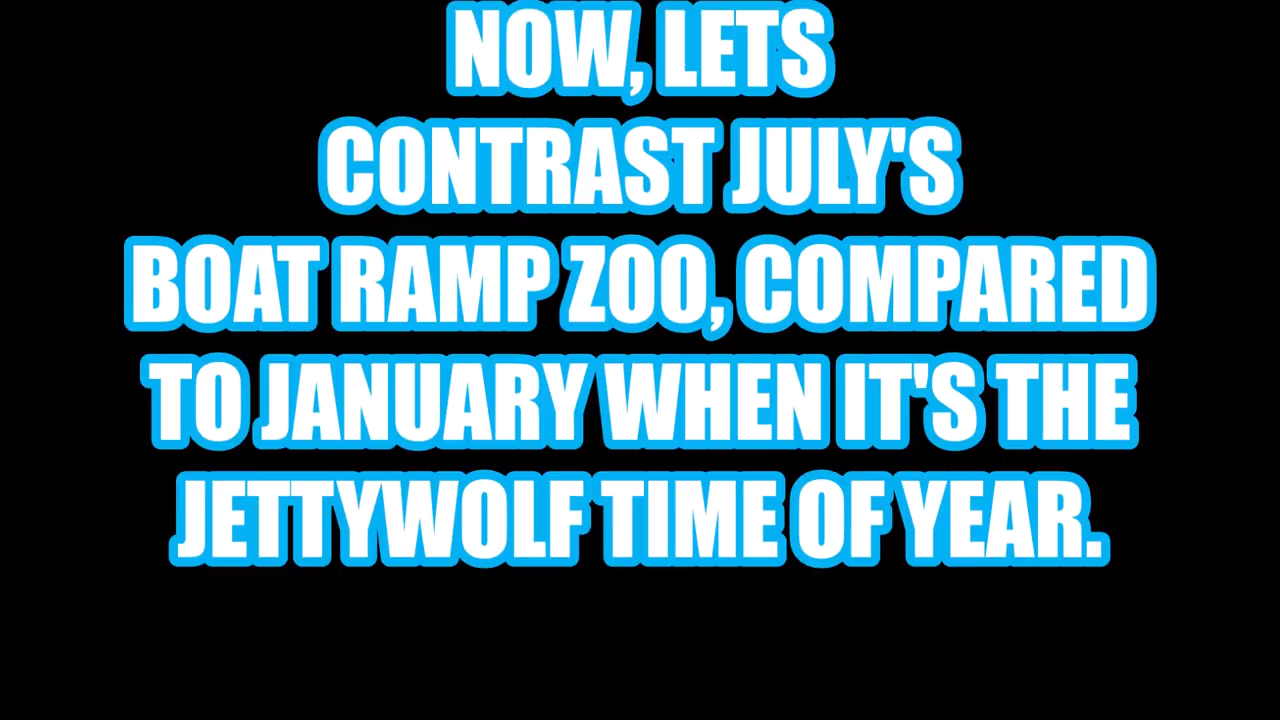 NOW, LETS
CONTRAST JULY'S
BOAT RAMP ZOO, COMPARED
TO JANUARY WHEN IT'S THE
JETTYWOLF TIME OF YEAR.